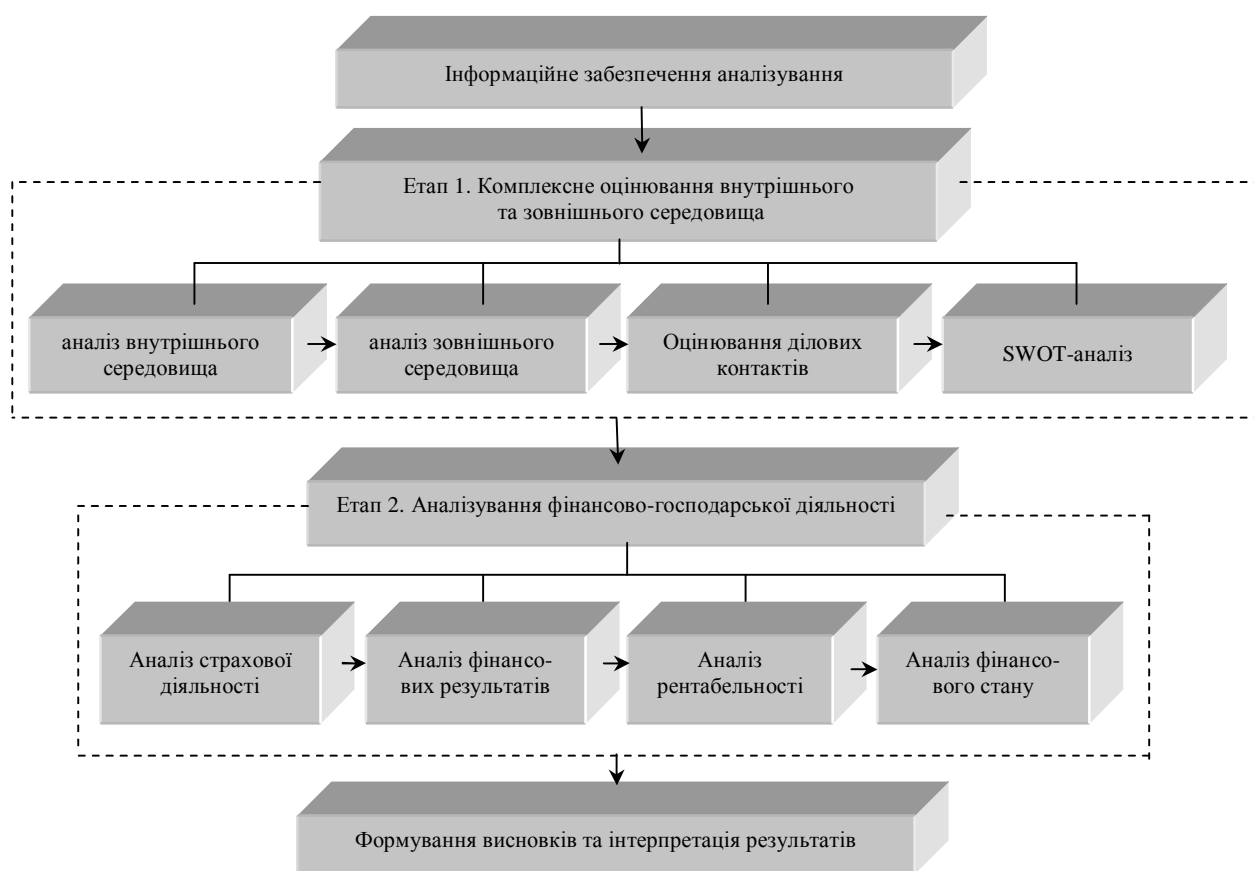 Інформаційне забезпечення аналізування
Етап 1. Комплексне оцінювання внутрішнього
та зовнішнього середовища
аналіз внутрішнього
середовища
аналіз зовнішнього
середовища
Оцінювання ділових
контактів
SWOT-аналіз
Етап 2. Аналізування фінансово-господарської діяльності
Аналіз страхової
діяльності
Аналіз фінансо-
вих результатів
Аналіз
рентабельності
Аналіз фінансо-
вого стану
Формування висновків та інтерпретація результатів